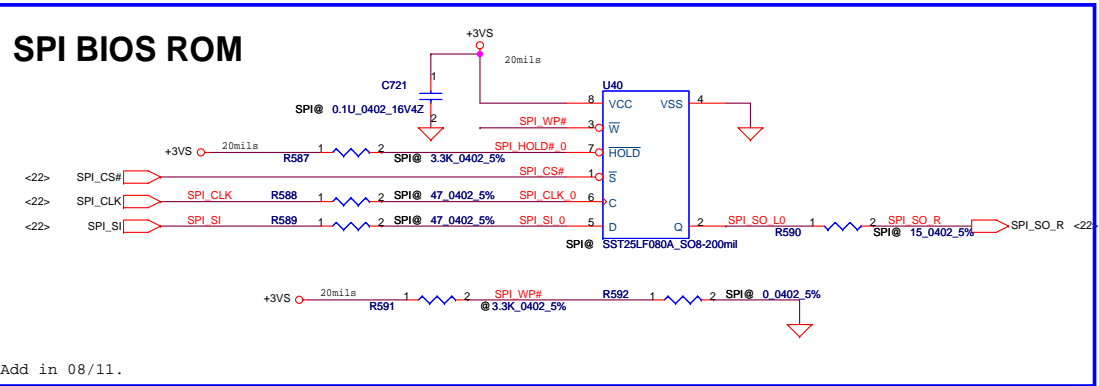 SPI BIOS ROM
+3VS
20mils
C721
1
2
SPI@ 0.1U_0402_16V4Z
U40
8 VCC VSS 4
SPI_WP# 3 W
+3VS 20mils 1 2 SPI_HOLD#_0 7 HOLD
R587 SPI@ 3.3K_0402_5%
<22> SPI_CS# SPI_CS# 1 S
<22> SPI_CLK SPI_CLK R588 1 2 SPI@ 47_0402_5% SPI_CLK_0 6 C
<22> SPI_SI SPI_SI R589 1 2 SPI@ 47_0402_5% SPI_SI_0 5 D Q 2 SPI_SO_L0 1 2 SPI_SO_R SPI_SO_R <22>
R590 SPI@ 15_0402_5%
SPI@ SST25LF080A_SO8-200mil
+3VS 20mils 1 2 SPI_WP# R592 1 2 SPI@ 0_0402_5%
R591 @3.3K_0402_5%
Add in 08/11.